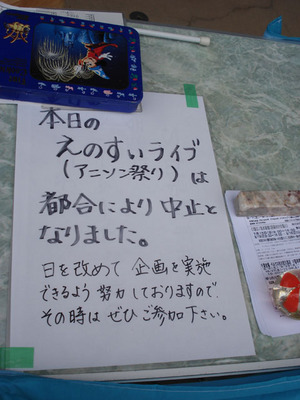 本日の
えのすいライブ
(アニソン祭り)は
都合により中止と
なりました。
日を改めて企画を実施
できるよう努力しておりますので、
その時はぜひご参加下さい。